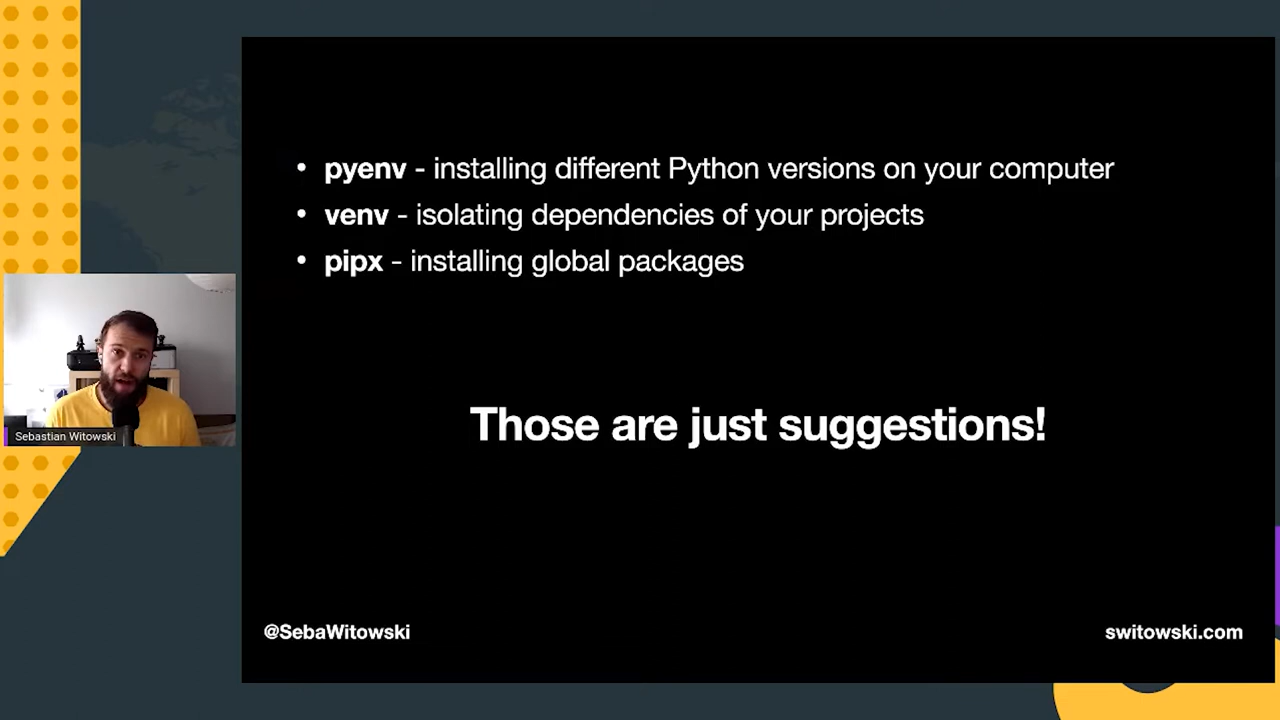 • pyenv - installing different Python versions on your computer
• venv - isolating dependencies of your projects
• pipx - installing global packages
Those are just suggestions!
Sebastian Witowski
@SebaWitowski
switowski.com